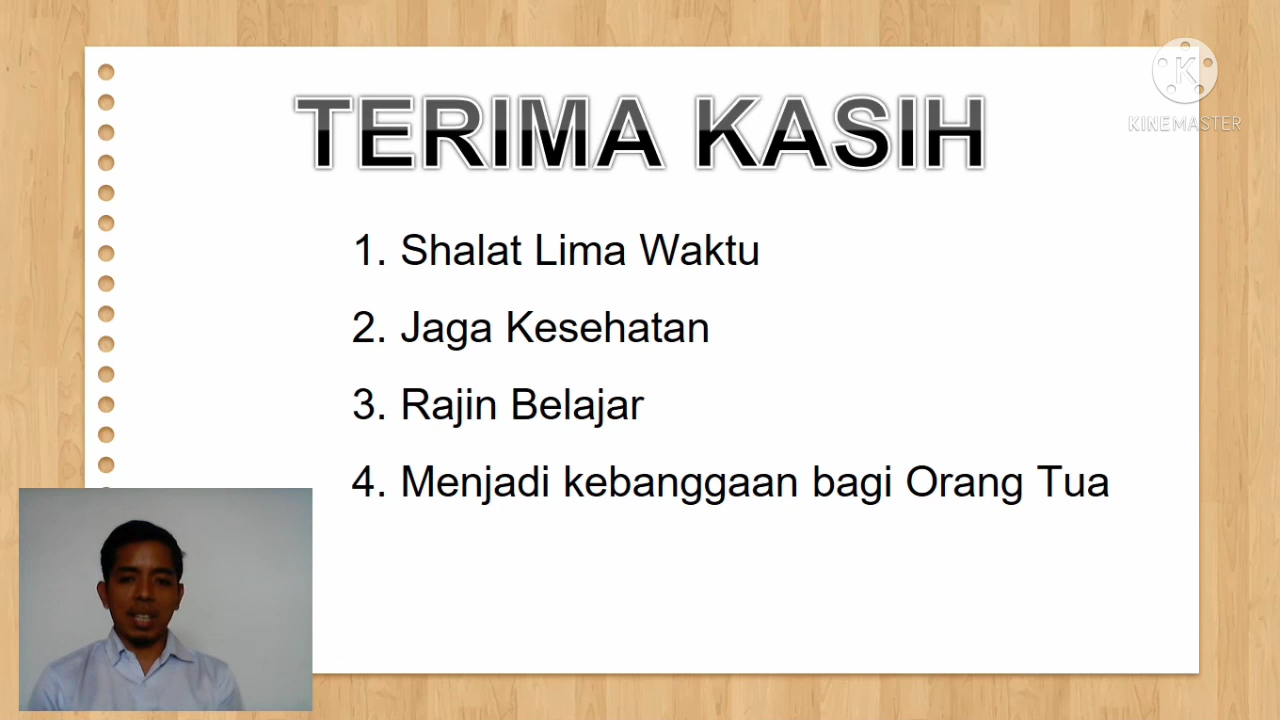 TERIMA KASIH
1. Shalat Lima Waktu
2. Jaga Kesehatan
3. Rajin Belajar
4. Menjadi kebanggaan bagi Orang Tua
K
KINEMASTER